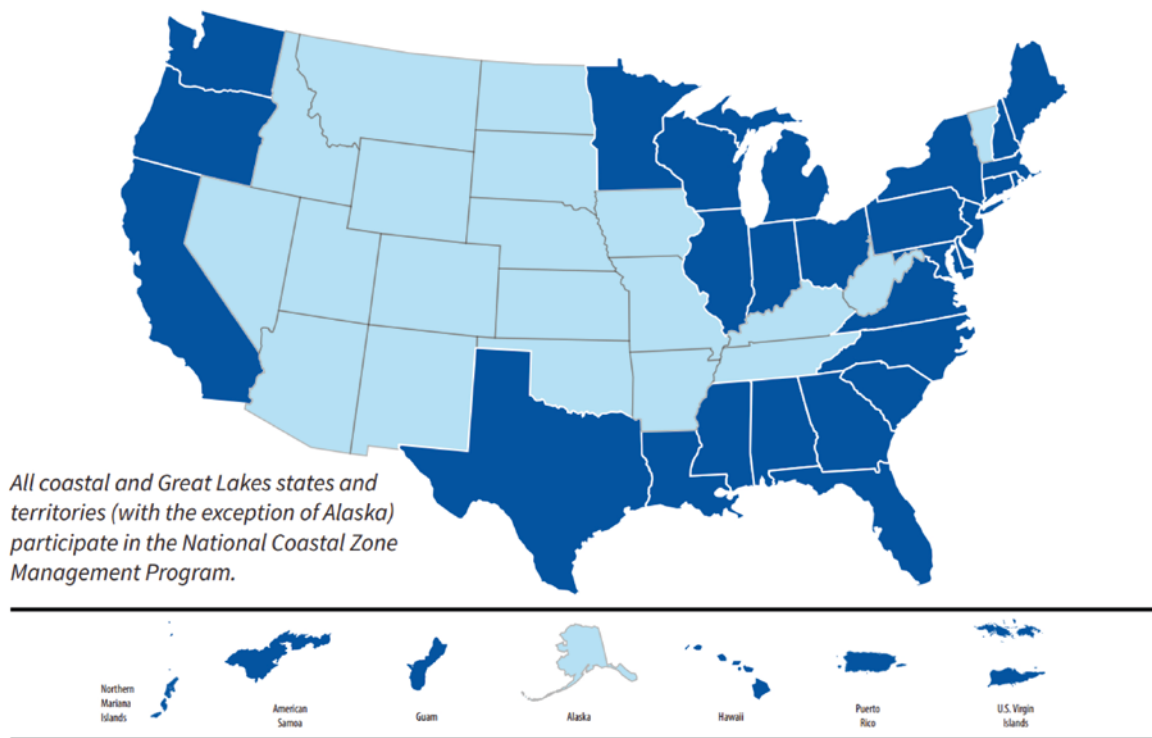 All coastal and Great Lakes states and
territories (with the exception of Alaska)
participate in the National Coastal Zone
Management Program.
Northern
Mariana
Islands
American
Samoa
Guam
Alaska
Hawaii
Puerto
Rico
U.S. Virgin
Islands